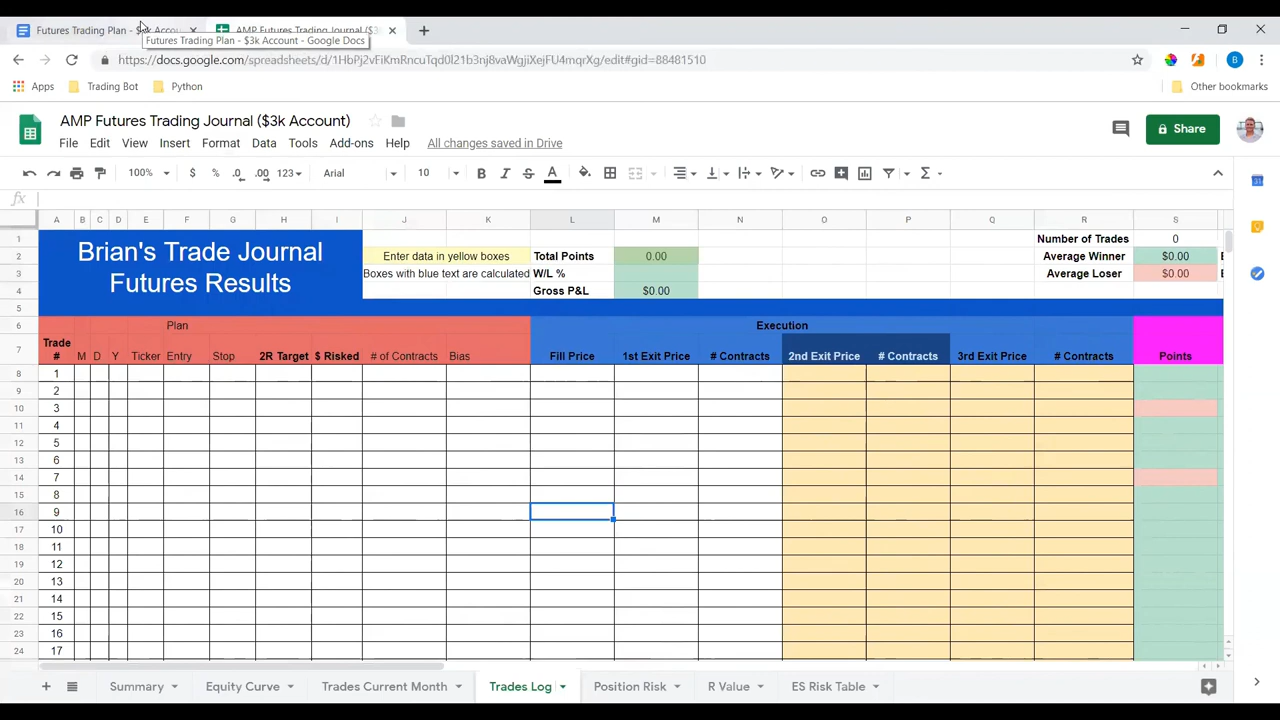 Futures Trading Plan - $3k Accou
AMP Futures Trading Journal ($3
Futures Trading Plan - $3k Account - Google Docs
https://docs.google.com/spreadsheets/d/1HbPj2vFiKmRncuTqd0l21b3nj8vaWgjiXejFU4mqrXg/edit#gid=88481510
B
Apps Trading Bot Python Other bookmarks
AMP Futures Trading Journal ($3k Account)
Share
File Edit View Insert Format Data Tools Add-ons Help All changes saved in Drive
100% $ % .0 .00 123 Arial 10 B I S A Σ
fx
A B C D E F G H I J K L M N O P Q R S
1 Number of Trades 0
Brian's Trade Journal
Futures Results
2 Enter data in yellow boxes Total Points 0.00 Average Winner $0.00
3 Boxes with blue text are calculated W/L % Average Loser $0.00
4 Gross P&L $0.00
5
6 Plan Execution
7 Trade # M D Y Ticker Entry Stop 2R Target $ Risked # of Contracts Bias Fill Price 1st Exit Price # Contracts 2nd Exit Price # Contracts 3rd Exit Price # Contracts Points
8 1
9 2
10 3
11 4
12 5
13 6
14 7
15 8
16 9
17 10
18 11
19 12
20 13
21 14
22 15
23 16
24 17
Summary Equity Curve Trades Current Month Trades Log Position Risk R Value ES Risk Table